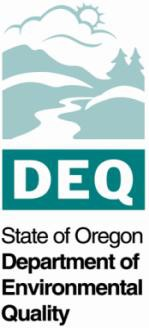 DEQ
State of Oregon
Department of
Environmental
Quality